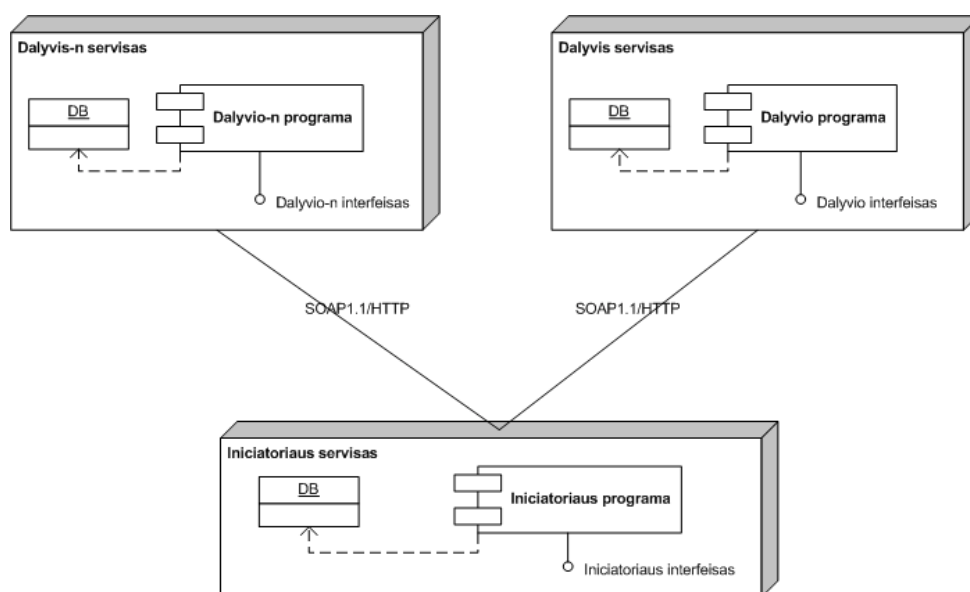 Dalyvis-n servisas
DB
Dalyvio-n programa
Dalyvio-n interfeisas
Dalyvis servisas
DB
Dalyvio programa
Dalyvio interfeisas
SOAP1.1/HTTP
SOAP1.1/HTTP
Iniciatoriaus servisas
DB
Iniciatoriaus programa
Iniciatoriaus interfeisas